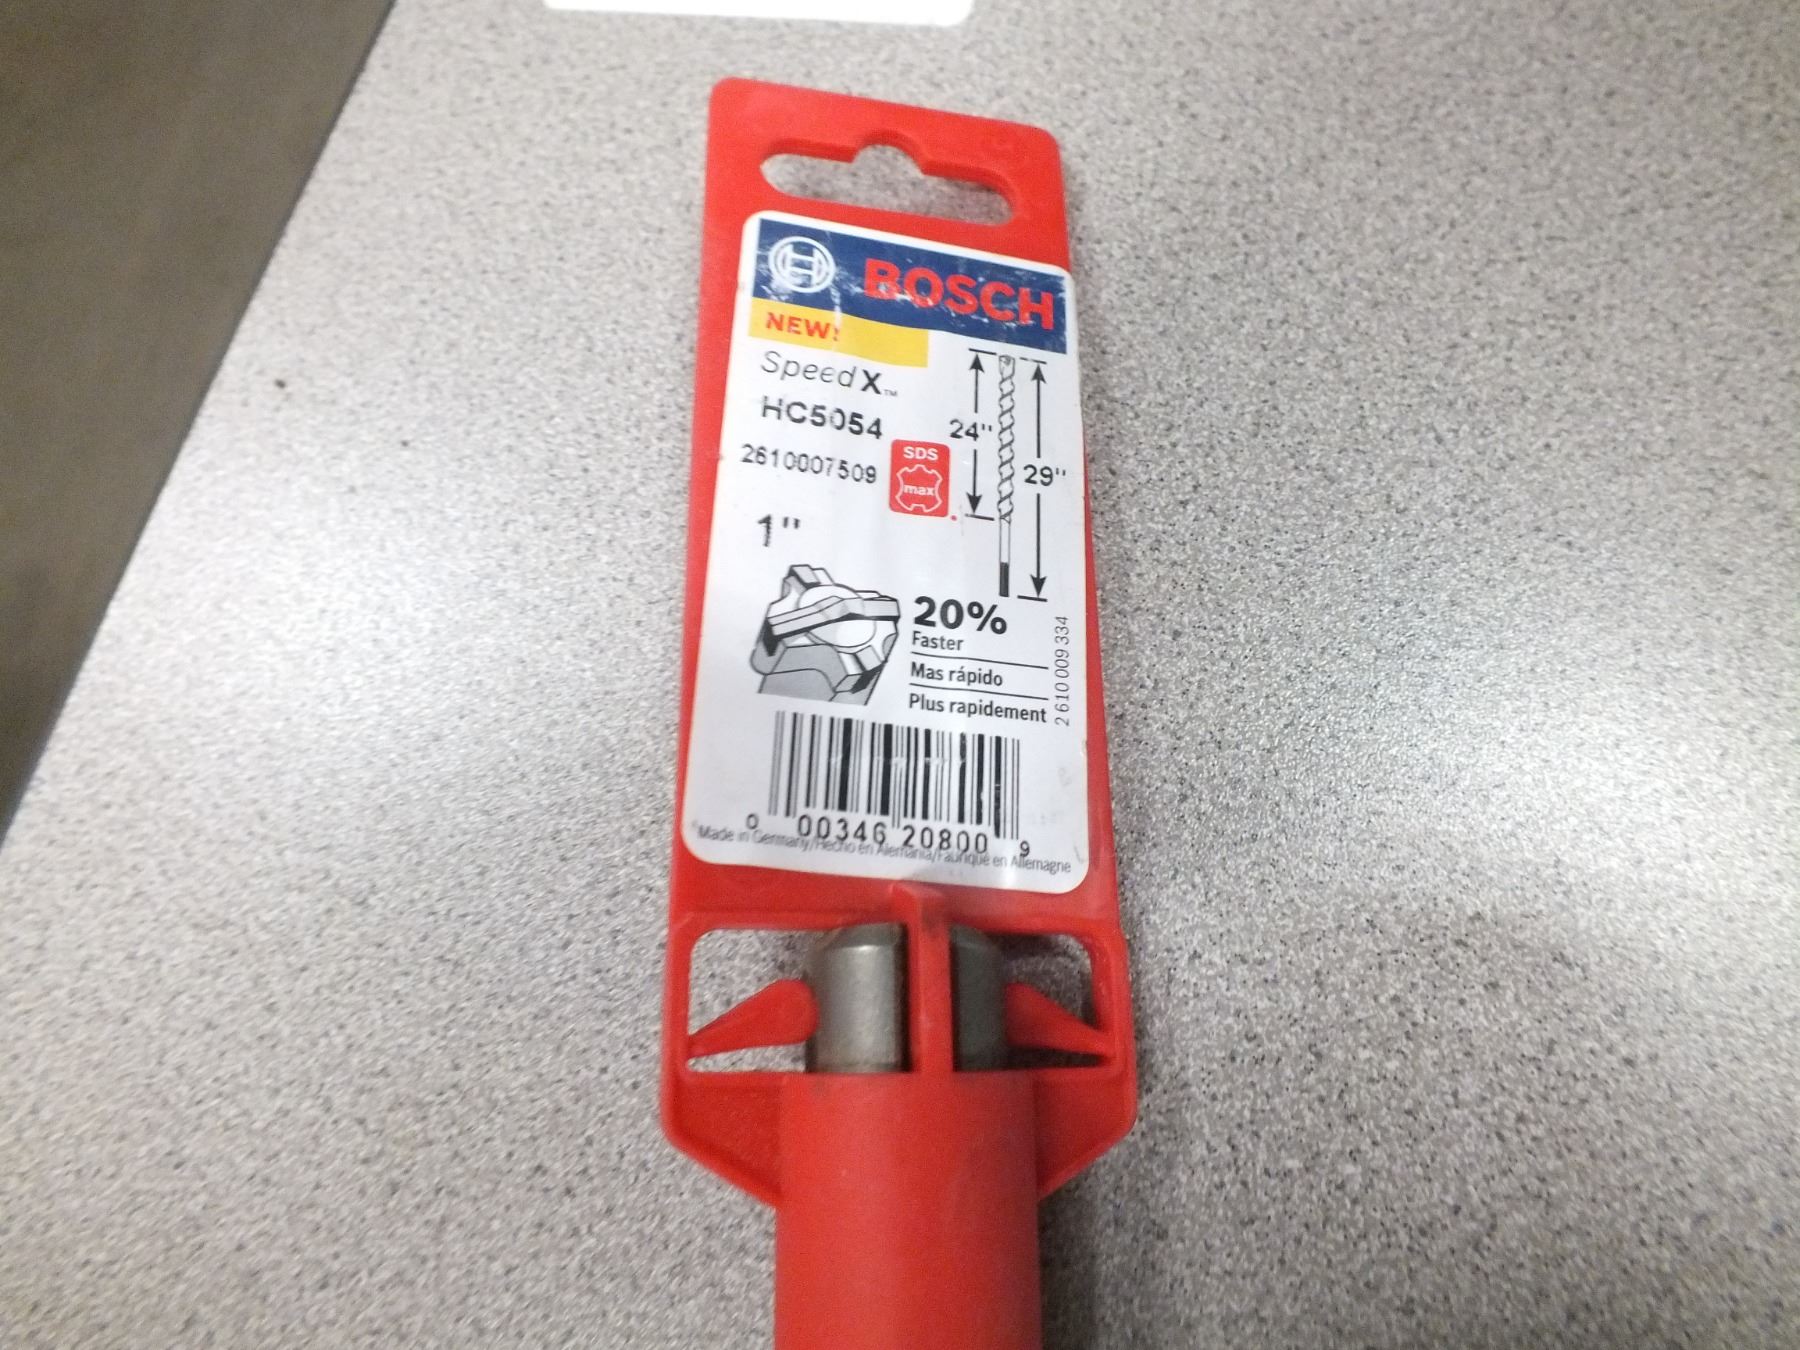 BOSCH
NEW!
SpeedX™
HC5054
24"
2610007509
SDS
max
29"
1"
20%
Faster
Mas rápido
Plus rapidement
2 610 009 334
0 00346 20800 9
Made in Germany/Hecho en Alemania/Fabriqué en Allemagne